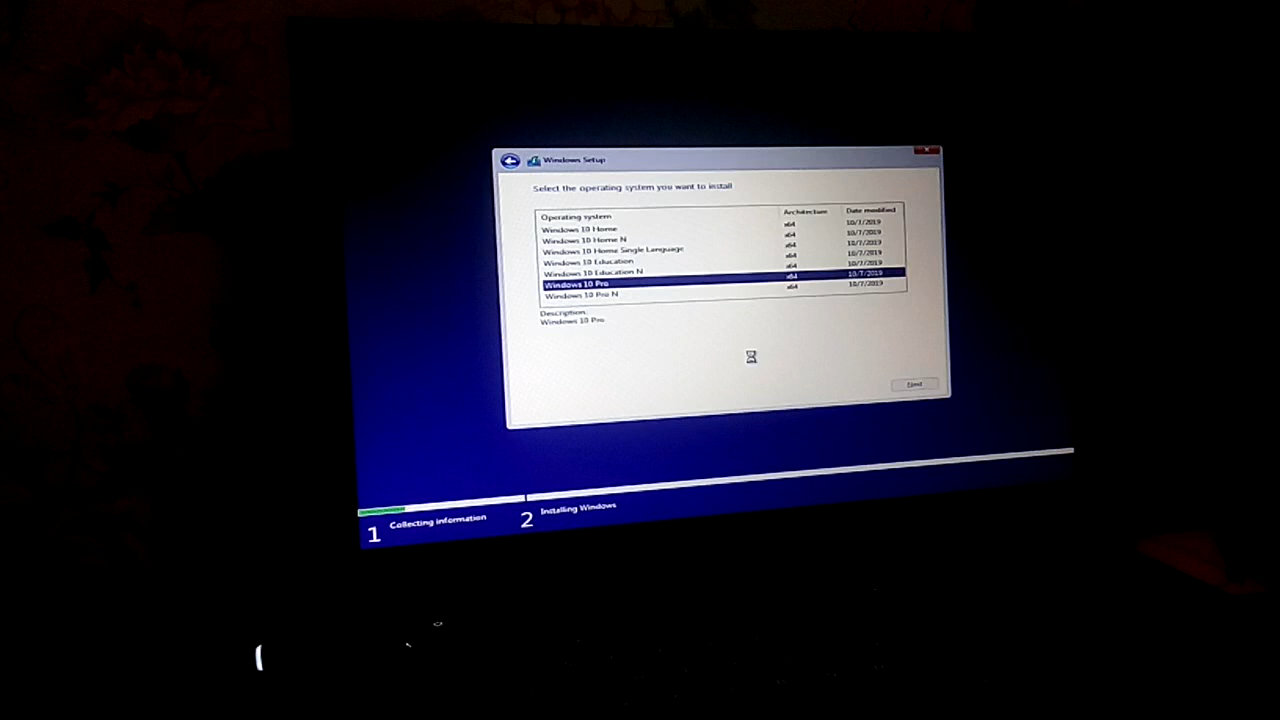 Windows Setup
Select the operating system you want to install
Operating system Architecture Date modified
Windows 10 Home x64 10/7/2019
Windows 10 Home N x64 10/7/2019
Windows 10 Home Single Language x64 10/7/2019
Windows 10 Education x64 10/7/2019
Windows 10 Education N x64 10/7/2019
Windows 10 Pro x64 10/7/2019
Windows 10 Pro N x64 10/7/2019
Description:
Windows 10 Pro
Next
1 Collecting information 2 Installing Windows